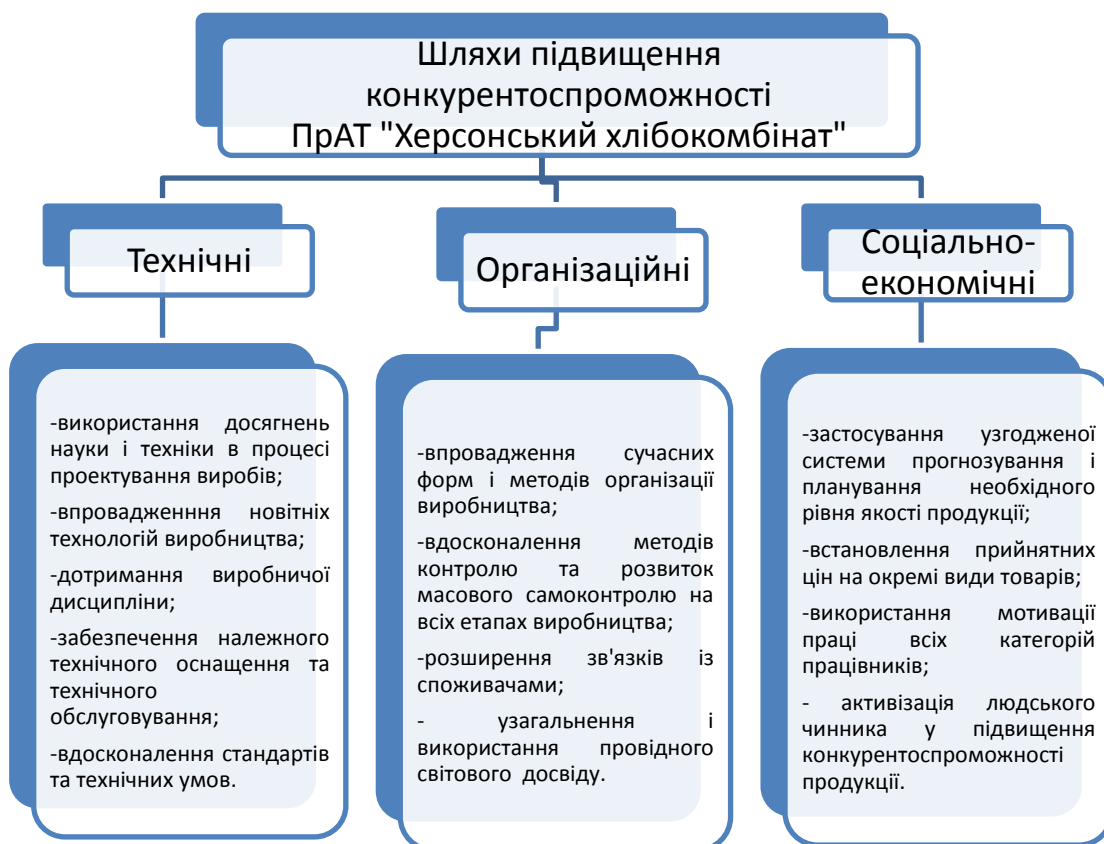 Шляхи підвищення
конкурентоспроможності
ПрАТ "Херсонський хлібокомбінат"
Технічні
Організаційні
Соціально-
економічні
-використання досягнень
науки і техніки в процесі
проектування виробів;
-впровадженння новітніх
технологій виробництва;
-дотримання виробничої
дисципліни;
-забезпечення належного
технічного оснащення та
технічного
обслуговування;
-вдосконалення стандартів
та технічних умов.
-впровадження сучасних
форм і методів організації
виробництва;
-вдосконалення методів
контролю та розвиток
масового самоконтролю на
всіх етапах виробництва;
-розширення зв'язків із
споживачами;
- узагальнення і
використання провідного
світового досвіду.
-застосування узгодженої
системи прогнозування і
планування необхідного
рівня якості продукції;
-встановлення прийнятних
цін на окремі види товарів;
-використання мотивації
праці всіх категорій
працівників;
- активізація людського
чинника у підвищення
конкурентоспроможності
продукції.